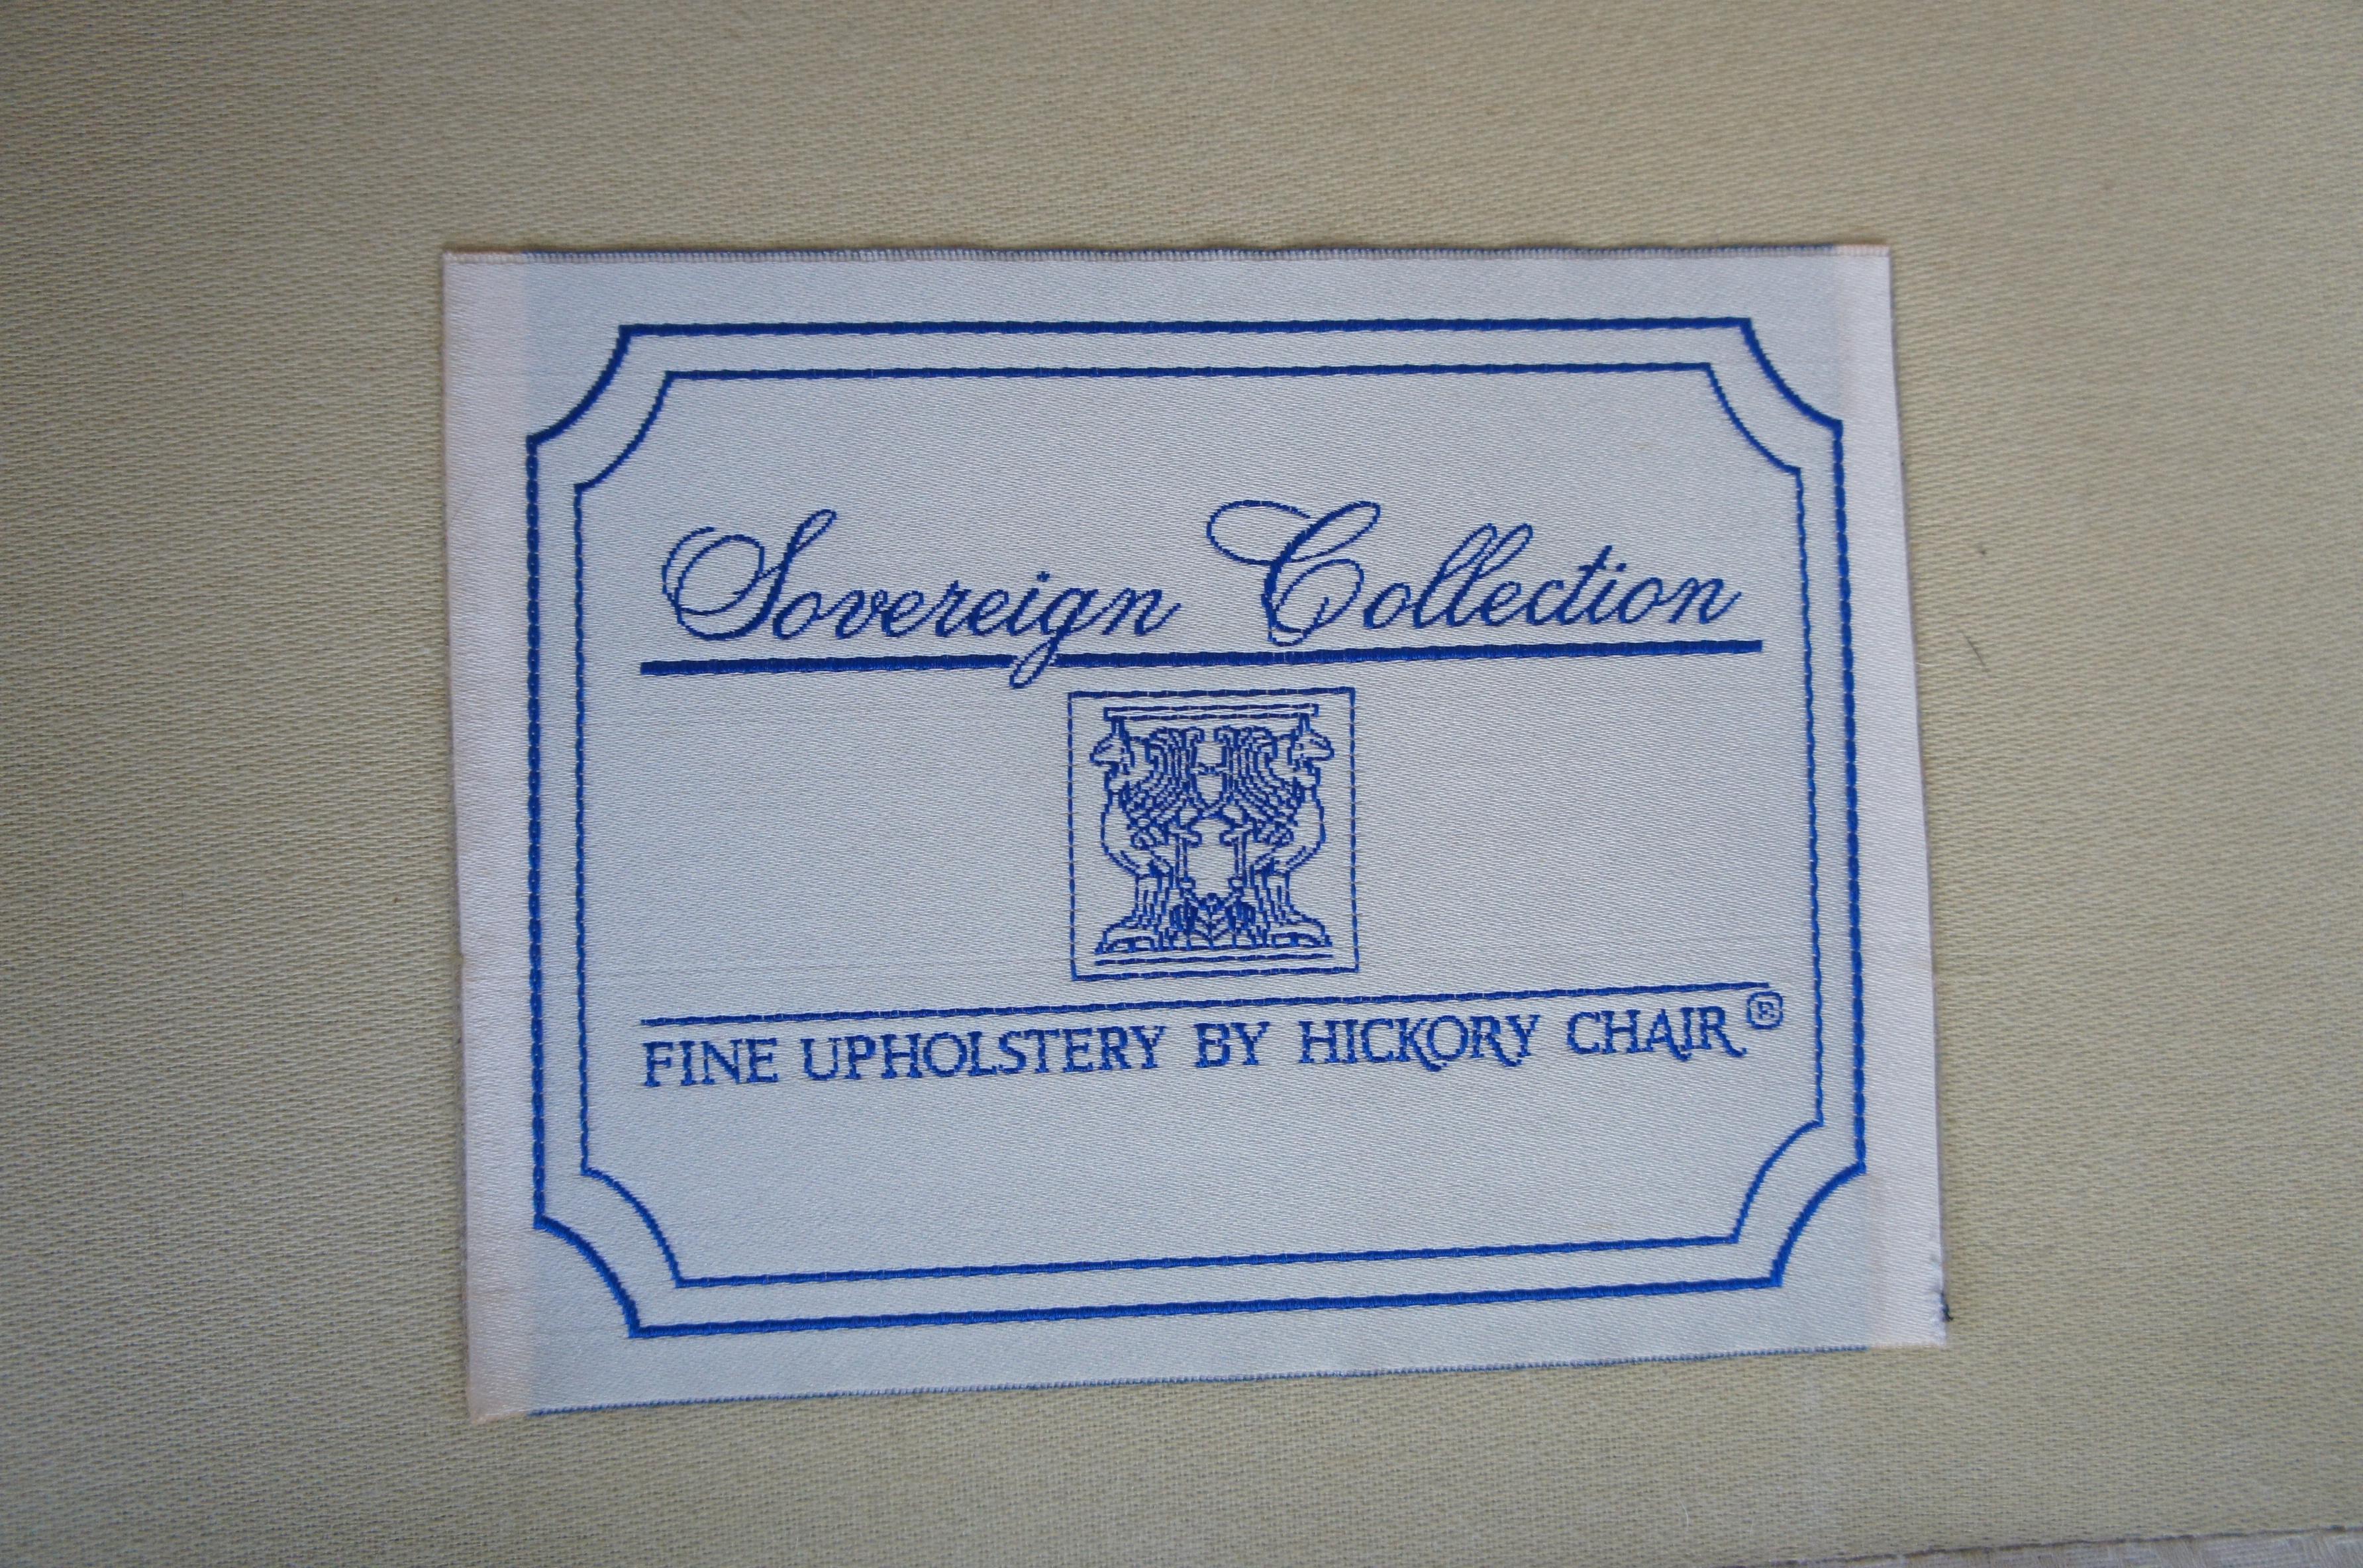 Sovereign Collection
FINE UPHOLSTERY BY HICKORY CHAIR®